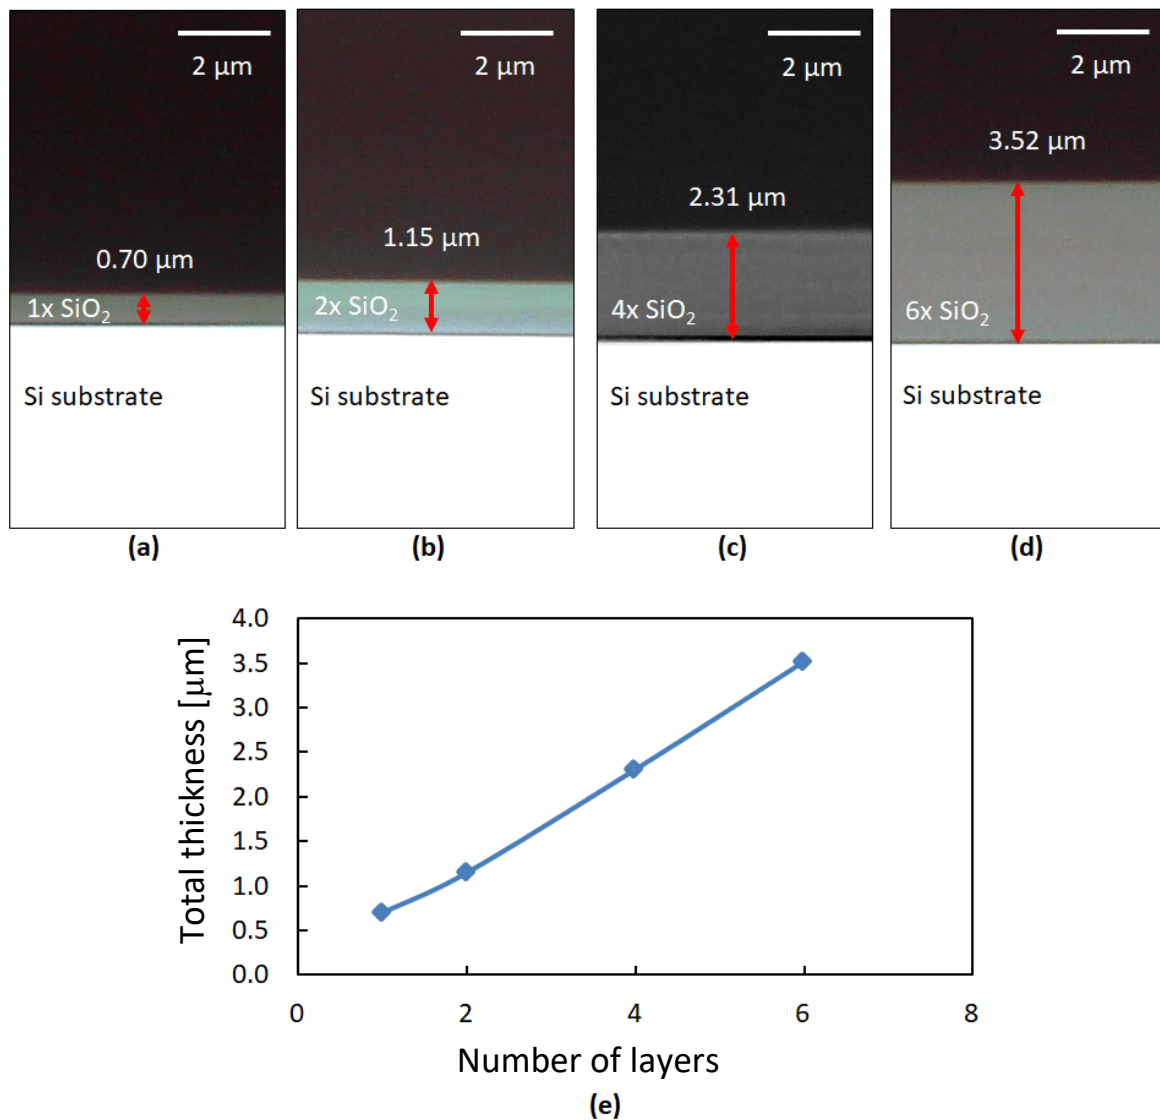 2 µm
0.70 µm
1x SiO₂
Si substrate
(a)
2 µm
1.15 µm
2x SiO₂
Si substrate
(b)
2 µm
2.31 µm
4x SiO₂
Si substrate
(c)
2 µm
3.52 µm
6x SiO₂
Si substrate
(d)
Total thickness [µm]
4.0
3.5
3.0
2.5
2.0
1.5
1.0
0.5
0.0
0 2 4 6 8
Number of layers
(e)